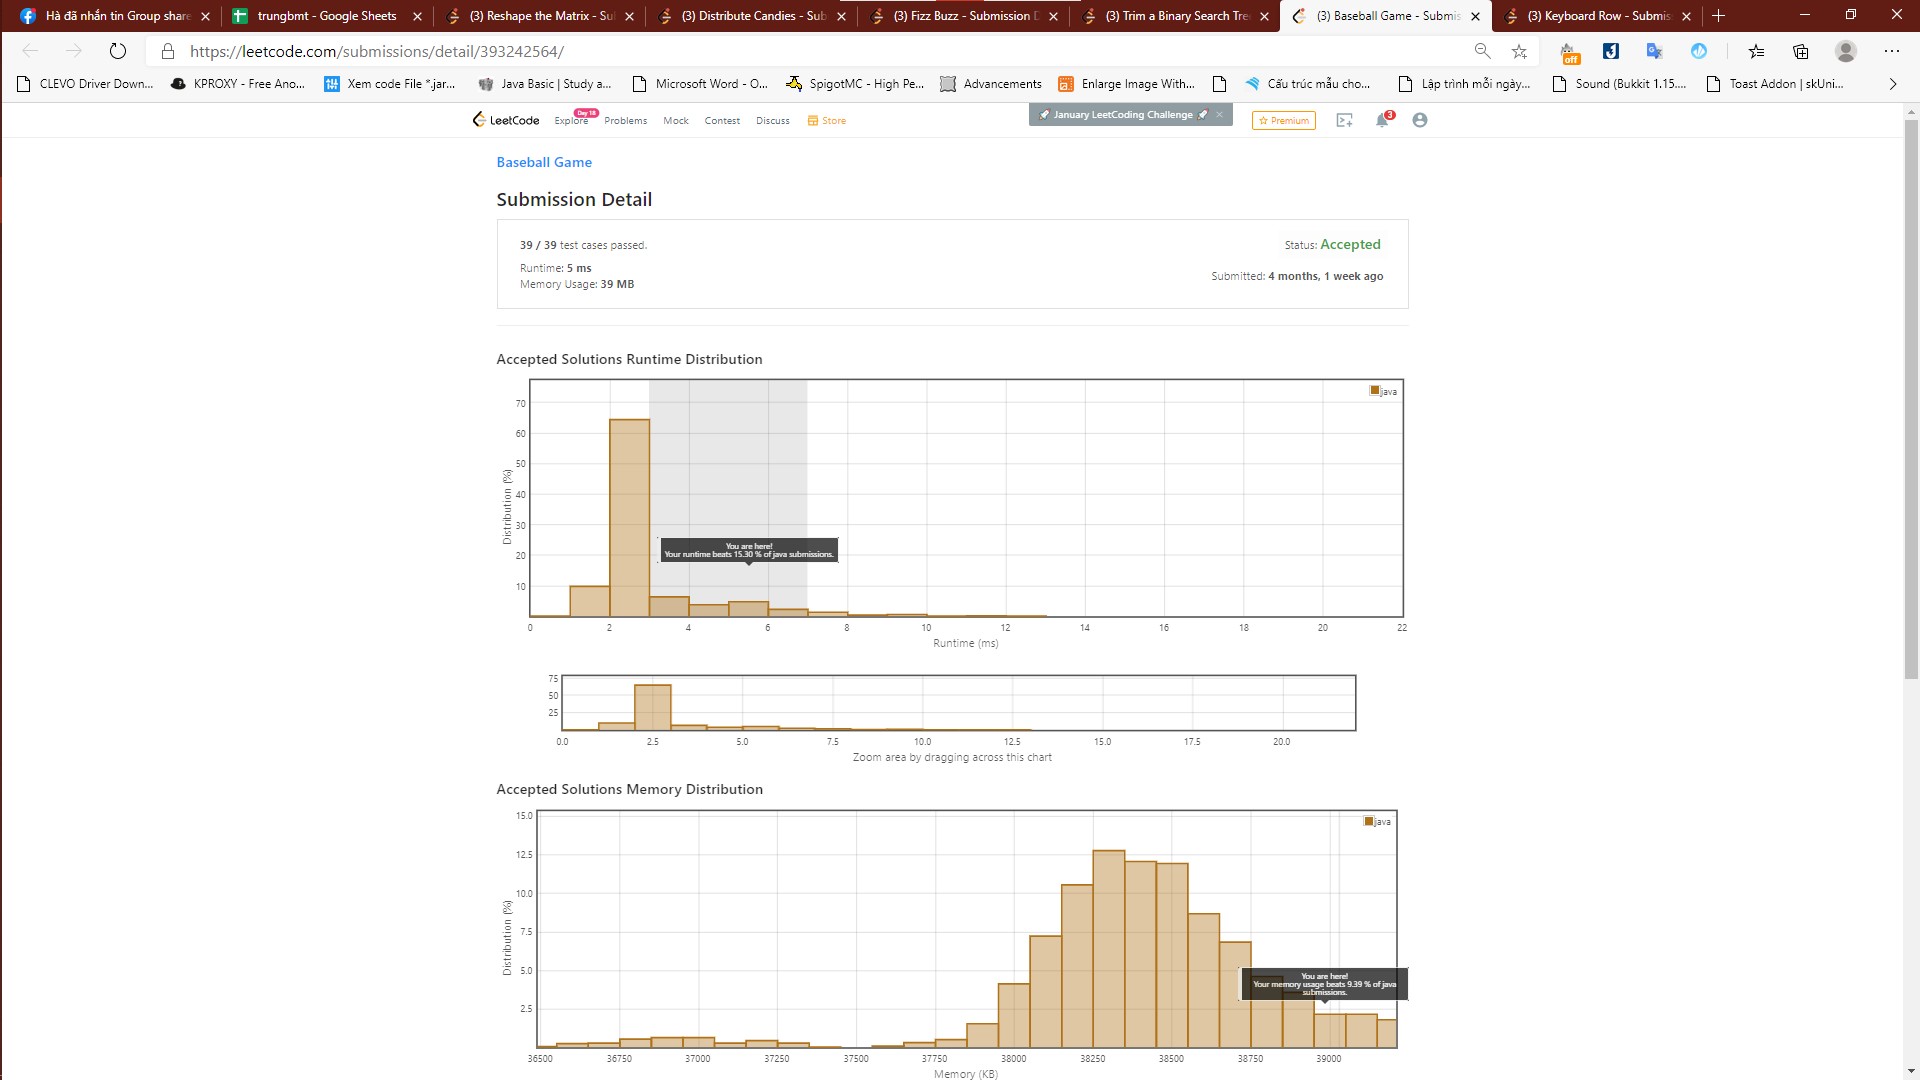 Hà đã nhắn tin Group share
trungbmt - Google Sheets
(3) Reshape the Matrix - Su
(3) Distribute Candies - Sub
(3) Fizz Buzz - Submission D
(3) Trim a Binary Search Tre
(3) Baseball Game - Submis
(3) Keyboard Row - Submis
https://leetcode.com/submissions/detail/393242564/
off
CLEVO Driver Down...
KPROXY - Free Ano...
Xem code File *.jar...
Java Basic | Study a...
Microsoft Word - O...
SpigotMC - High Pe...
Advancements
Enlarge Image With...
Cấu trúc mẫu cho...
Lập trình mỗi ngày...
Sound (Bukkit 1.15....
Toast Addon | skUni...
LeetCode
Explore
Day 18
Problems
Mock
Contest
Discuss
Store
January LeetCoding Challenge
Premium
3
Baseball Game
Submission Detail
39 / 39 test cases passed.
Status: Accepted
Runtime: 5 ms
Memory Usage: 39 MB
Submitted: 4 months, 1 week ago
Accepted Solutions Runtime Distribution
java
70
60
50
40
30
20
10
Distribution (%)
You are here!
Your runtime beats 15.30 % of java submissions.
0 2 4 6 8 10 12 14 16 18 20 22
Runtime (ms)
75
50
25
0.0 2.5 5.0 7.5 10.0 12.5 15.0 17.5 20.0
Zoom area by dragging across this chart
Accepted Solutions Memory Distribution
java
15.0
12.5
10.0
7.5
5.0
2.5
Distribution (%)
You are here!
Your memory usage beats 9.39 % of java
submissions.
36500 36750 37000 37250 37500 37750 38000 38250 38500 38750 39000
Memory (KB)